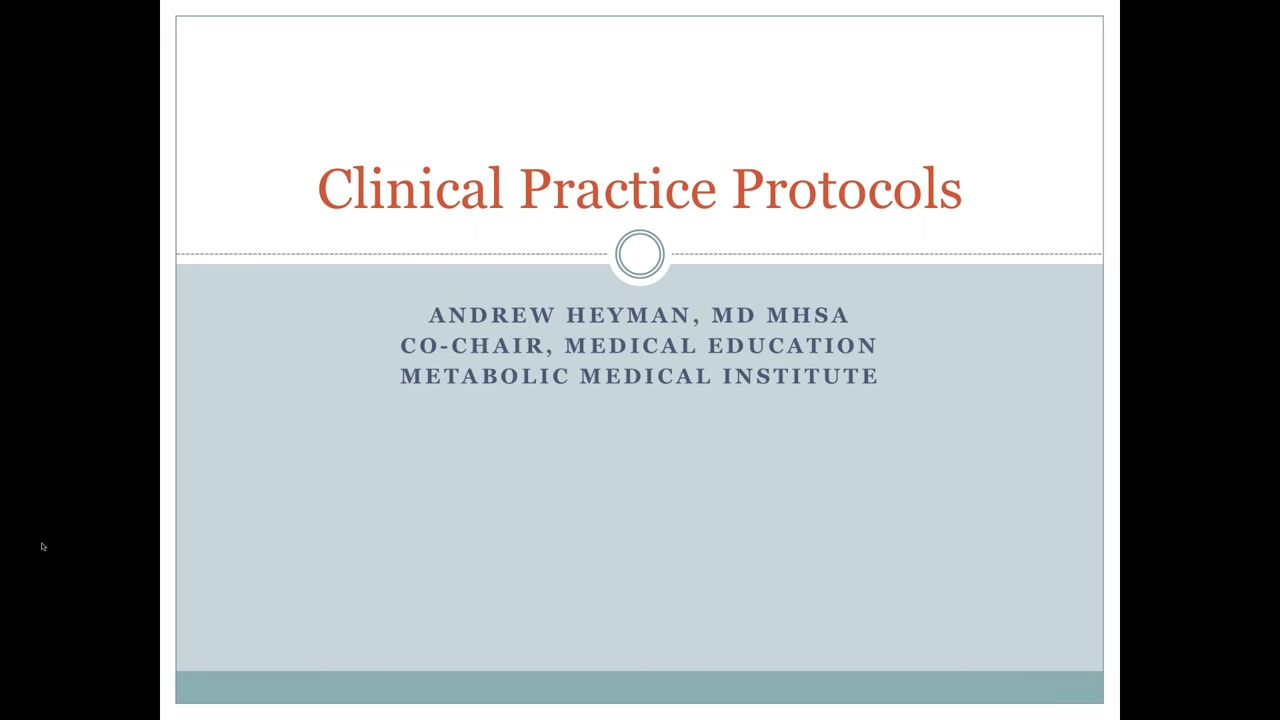 Clinical Practice Protocols
ANDREW HEYMAN, MD MHSA
CO-CHAIR, MEDICAL EDUCATION
METABOLIC MEDICAL INSTITUTE